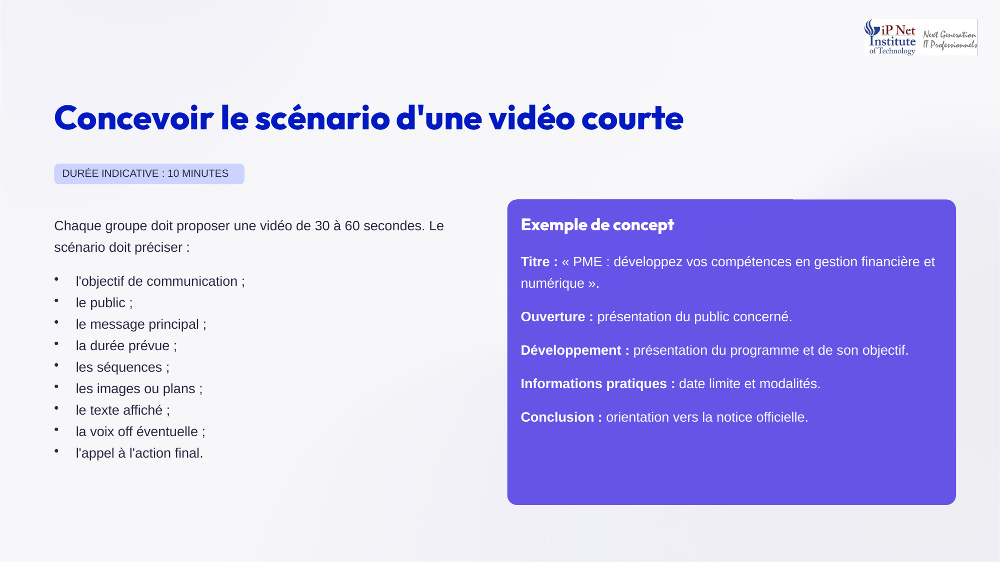 iP Net
Institute
of Technology
Next Generation
IT Professionnels
Concevoir le scénario d'une vidéo courte
DURÉE INDICATIVE : 10 MINUTES
Chaque groupe doit proposer une vidéo de 30 à 60 secondes. Le
scénario doit préciser :
• l'objectif de communication ;
• le public ;
• le message principal ;
• la durée prévue ;
• les séquences ;
• les images ou plans ;
• le texte affiché ;
• la voix off éventuelle ;
• l'appel à l'action final.
Exemple de concept
Titre : « PME : développez vos compétences en gestion financière et
numérique ».
Ouverture : présentation du public concerné.
Développement : présentation du programme et de son objectif.
Informations pratiques : date limite et modalités.
Conclusion : orientation vers la notice officielle.